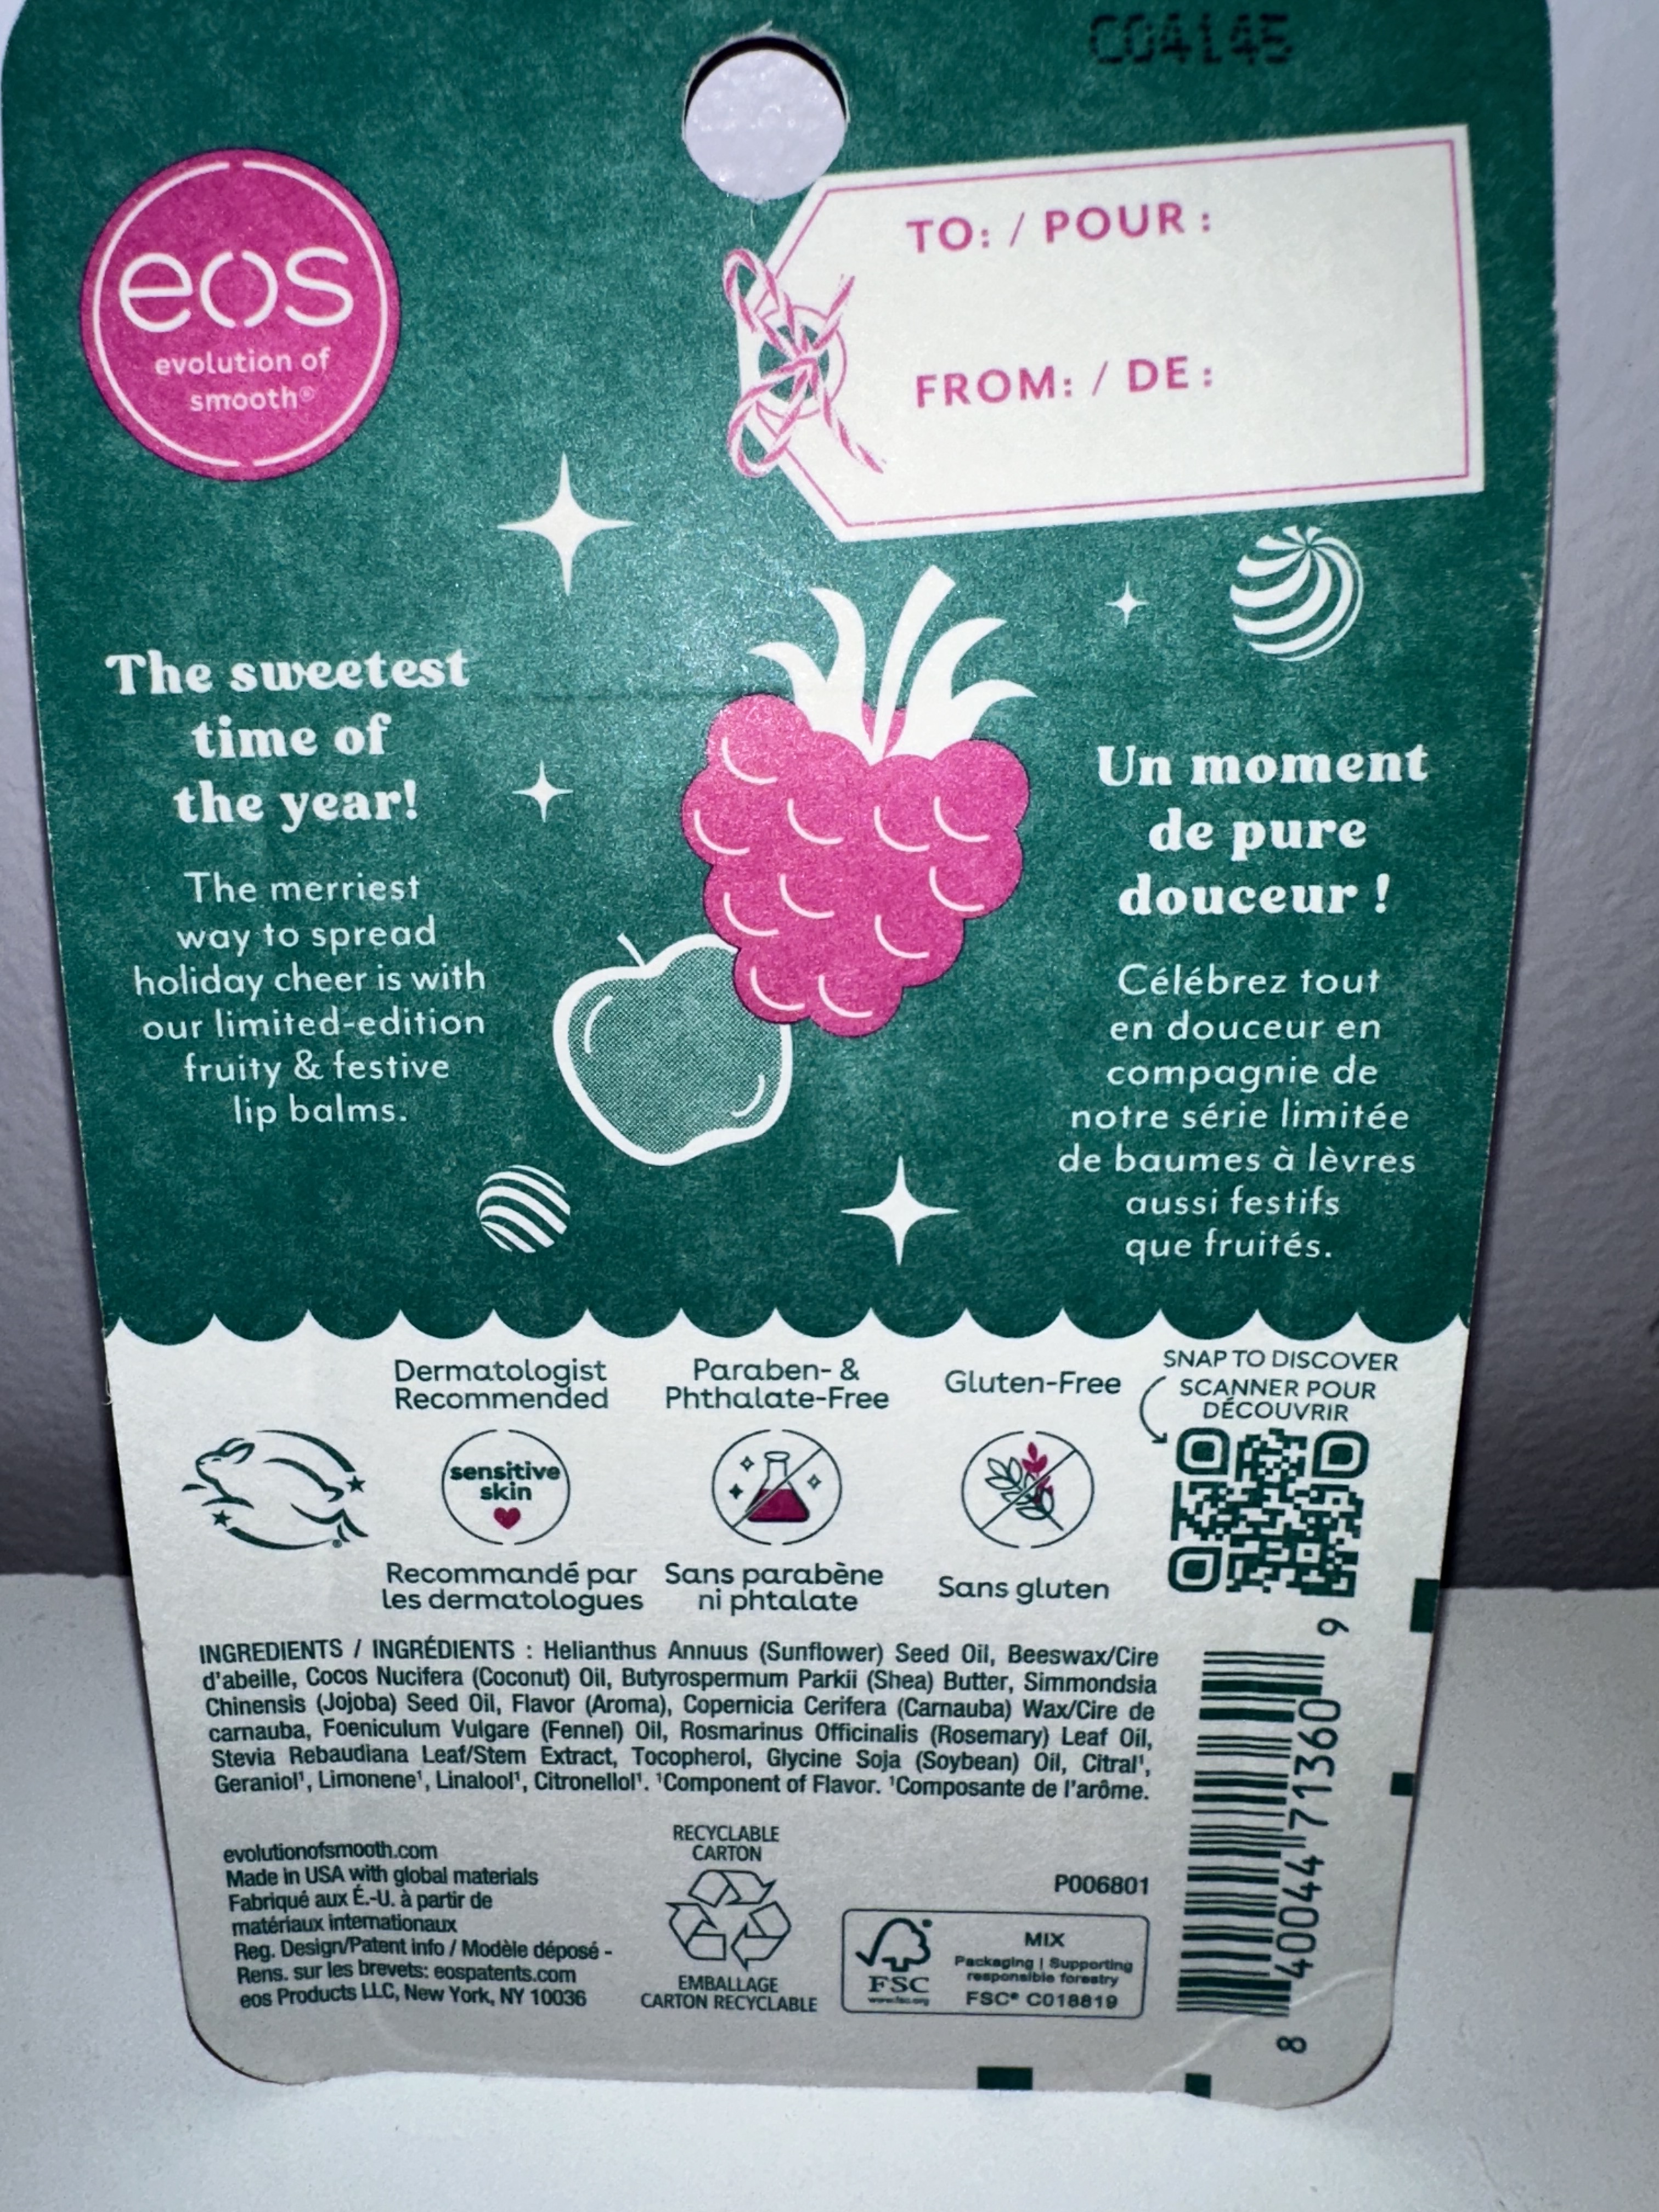 C04145
eos
evolution of
smooth®
TO: / POUR :
FROM: / DE :
The sweetest
time of
the year!
The merriest
way to spread
holiday cheer is with
our limited-edition
fruity & festive
lip balms.
Un moment
de pure
douceur !
Célébrez tout
en douceur en
compagnie de
notre série limitée
de baumes à lèvres
aussi festifs
que fruités.
Dermatologist
Recommended
sensitive
skin
Recommandé par
les dermatologues
Paraben- &
Phthalate-Free
Sans parabène
ni phtalate
Gluten-Free
Sans gluten
SNAP TO DISCOVER
SCANNER POUR
DÉCOUVRIR
INGREDIENTS / INGRÉDIENTS : Helianthus Annuus (Sunflower) Seed Oil, Beeswax/Cire
d'abeille, Cocos Nucifera (Coconut) Oil, Butyrospermum Parkii (Shea) Butter, Simmondsia
Chinensis (Jojoba) Seed Oil, Flavor (Aroma), Copernicia Cerifera (Carnauba) Wax/Cire de
carnauba, Foeniculum Vulgare (Fennel) Oil, Rosmarinus Officinalis (Rosemary) Leaf Oil,
Stevia Rebaudiana Leaf/Stem Extract, Tocopherol, Glycine Soja (Soybean) Oil, Citral¹,
Geraniol¹, Limonene¹, Linalool¹, Citronellol¹. ¹Component of Flavor. ¹Composante de l'arôme.
evolutionofsmooth.com
Made in USA with global materials
Fabriqué aux É.-U. à partir de
matériaux internationaux
Reg. Design/Patent info / Modèle déposé -
Rens. sur les brevets: eospatents.com
eos Products LLC, New York, NY 10036
RECYCLABLE
CARTON
EMBALLAGE
CARTON RECYCLABLE
P006801
FSC
www.fsc.org
MIX
Packaging | Supporting
responsible forestry
FSC® C018819
8 40044 71360 9